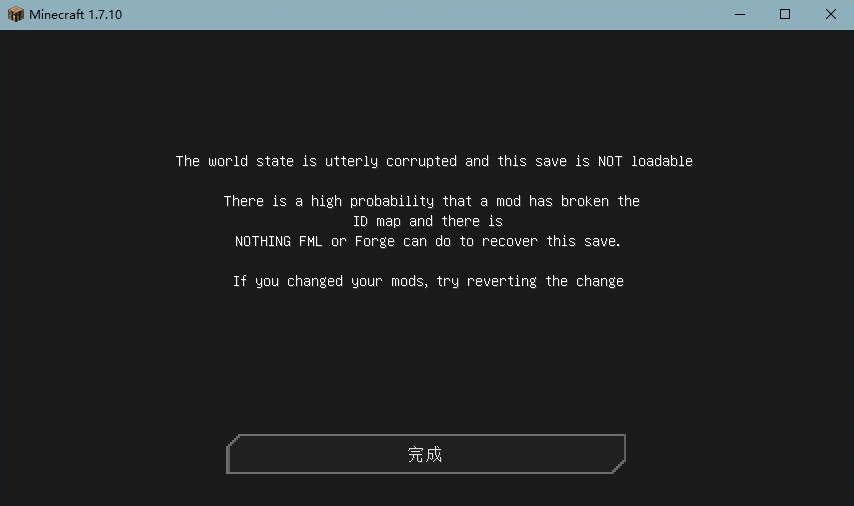 Minecraft 1.7.10
The world state is utterly corrupted and this save is NOT loadable
There is a high probability that a mod has broken the
ID map and there is
NOTHING FML or Forge can do to recover this save.
If you changed your mods, try reverting the change
完成